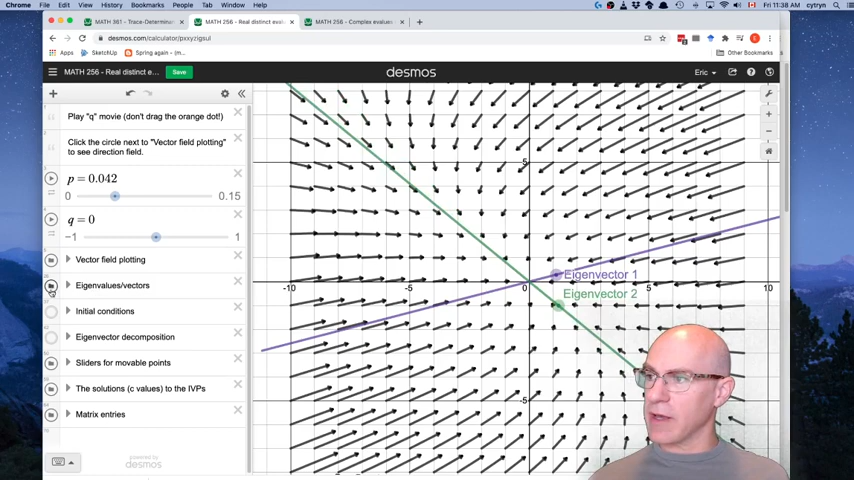 Chrome File Edit View History Bookmarks People Tab Window Help
Fri 11:38 AM cytryn
MATH 361 - Trace-Determina
MATH 256 - Real distinct eval
MATH 256 - Complex evalues
desmos.com/calculator/pxxyzigsul
Apps SketchUp Spring again - m... Other Bookmarks
MATH 256 - Real distinct e... Save desmos Eric
Play "q" movie (don't drag the orange dot!)
Click the circle next to "Vector field plotting"
to see direction field.
p = 0.042
0 0.15
q = 0
−1 1
Vector field plotting
Eigenvalues/vectors
Initial conditions
Eigenvector decomposition
Sliders for movable points
The solutions (c values) to the IVPs
Matrix entries
powered by
desmos
5
-10 -5 0 5 10
-5
Eigenvector 1
Eigenvector 2